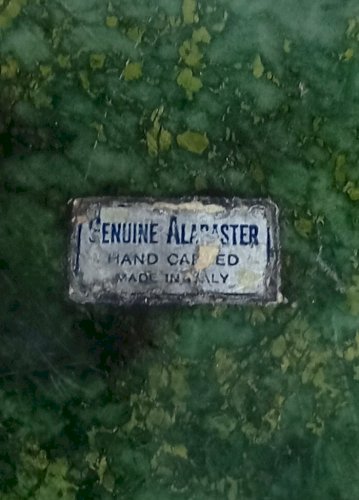 GENUINE ALABASTER
HAND CARVED
MADE IN ITALY